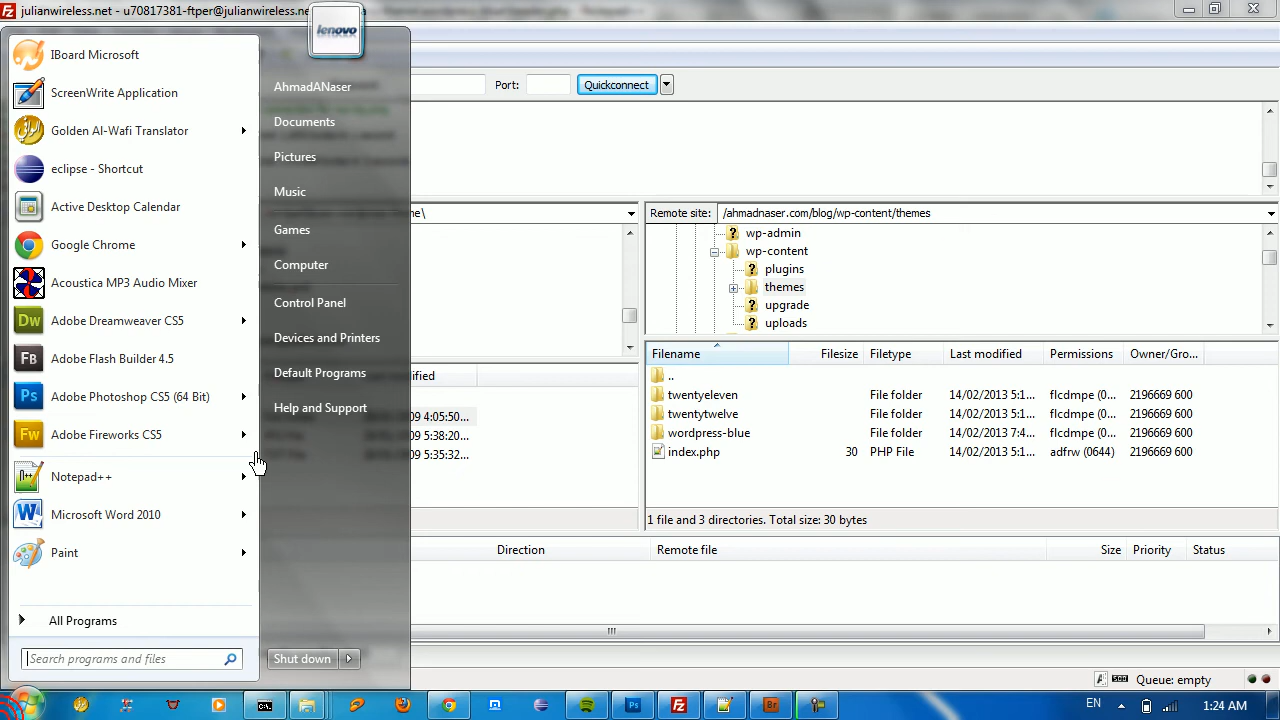 julianwireless.net - u70817381-ftper@julianwireless.ne
lenovo
IBoard Microsoft
ScreenWrite Application
Golden Al-Wafi Translator
eclipse - Shortcut
Active Desktop Calendar
Google Chrome
Acoustica MP3 Audio Mixer
Dw Adobe Dreamweaver CS5
FB Adobe Flash Builder 4.5
Ps Adobe Photoshop CS5 (64 Bit)
Fw Adobe Fireworks CS5
Notepad++
Microsoft Word 2010
Paint
All Programs
Search programs and files
AhmadANaser
Documents
Pictures
Music
Games
Computer
Control Panel
Devices and Printers
Default Programs
Help and Support
Shut down
Port:
Quickconnect
Remote site: /ahmadnaser.com/blog/wp-content/themes
wp-admin
wp-content
plugins
themes
upgrade
uploads
Filename Filesize Filetype Last modified Permissions Owner/Gro...
..
twentyeleven File folder 14/02/2013 5:1... flcdmpe (0... 2196669 600
twentytwelve File folder 14/02/2013 5:1... flcdmpe (0... 2196669 600
wordpress-blue File folder 14/02/2013 7:4... flcdmpe (0... 2196669 600
index.php 30 PHP File 14/02/2013 5:1... adfrw (0644) 2196669 600
1 file and 3 directories. Total size: 30 bytes
Direction Remote file Size Priority Status
Queue: empty
EN 1:24 AM